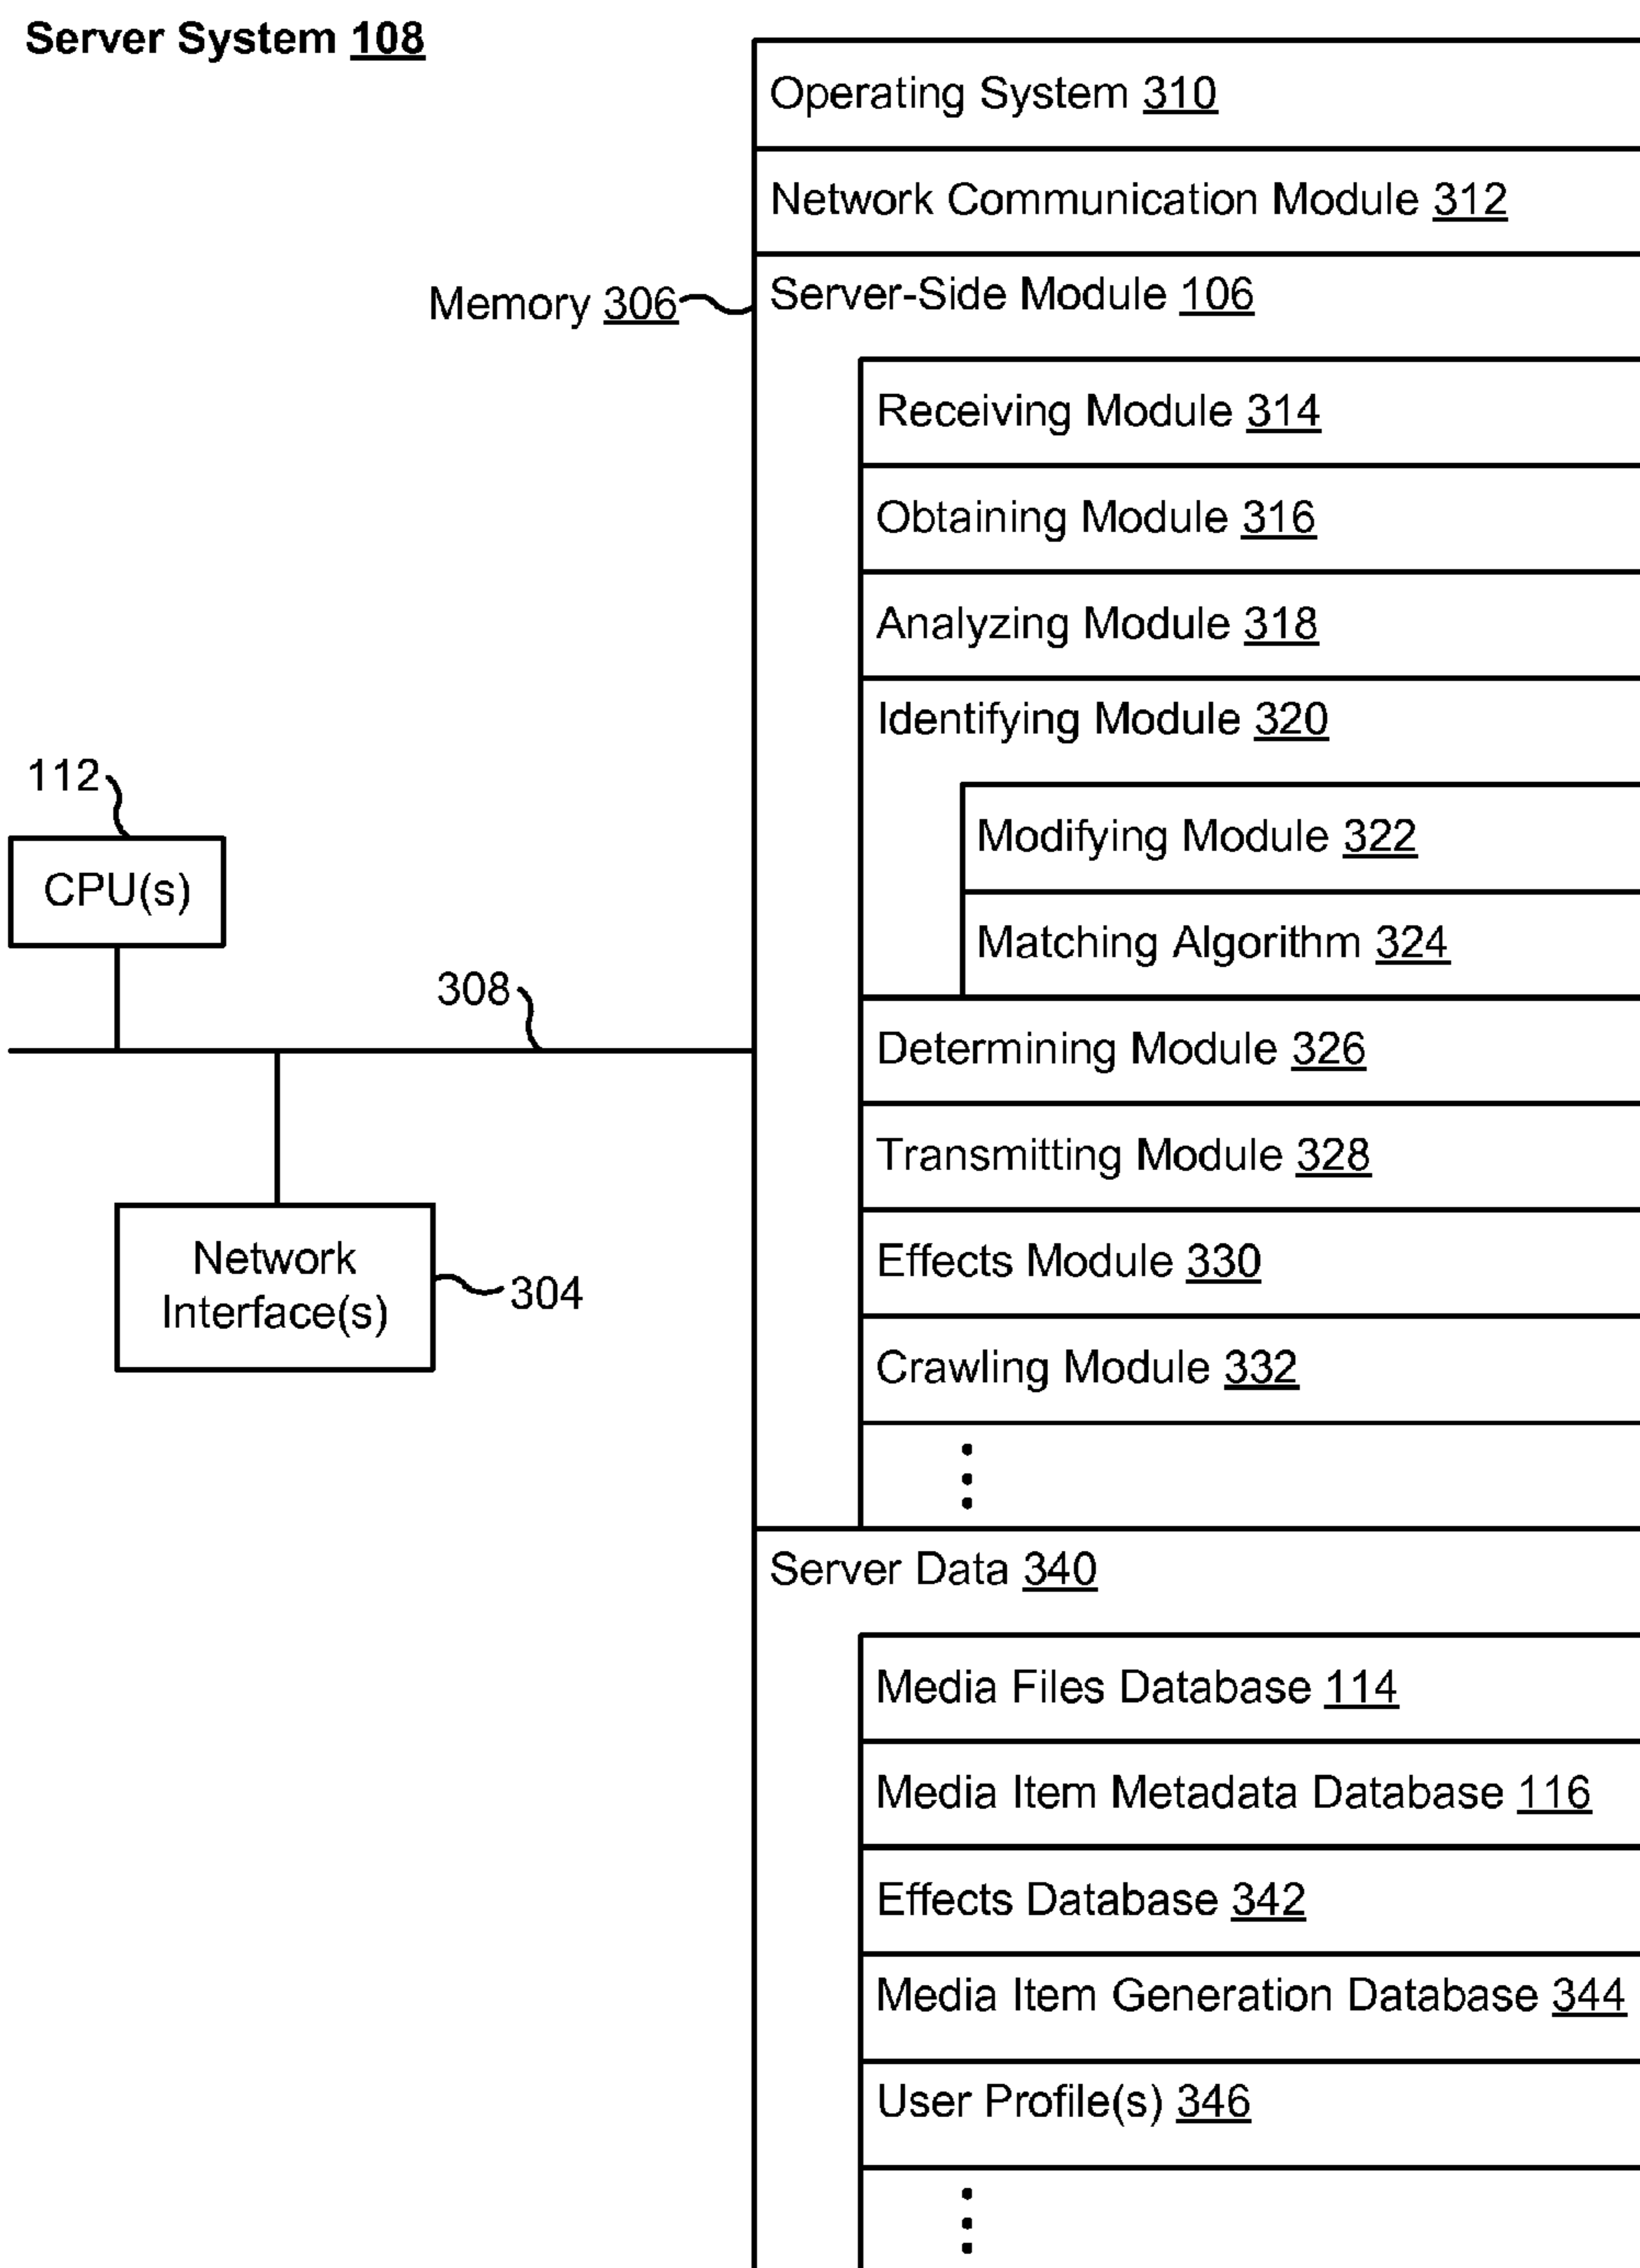 Server System 108
Operating System 310
Network Communication Module 312
Memory 306
Server-Side Module 106
Receiving Module 314
Obtaining Module 316
Analyzing Module 318
Identifying Module 320
112
CPU(s)
Modifying Module 322
Matching Algorithm 324
308
Determining Module 326
Transmitting Module 328
Network
Interface(s)
304
Effects Module 330
Crawling Module 332
Server Data 340
Media Files Database 114
Media Item Metadata Database 116
Effects Database 342
Media Item Generation Database 344
User Profile(s) 346